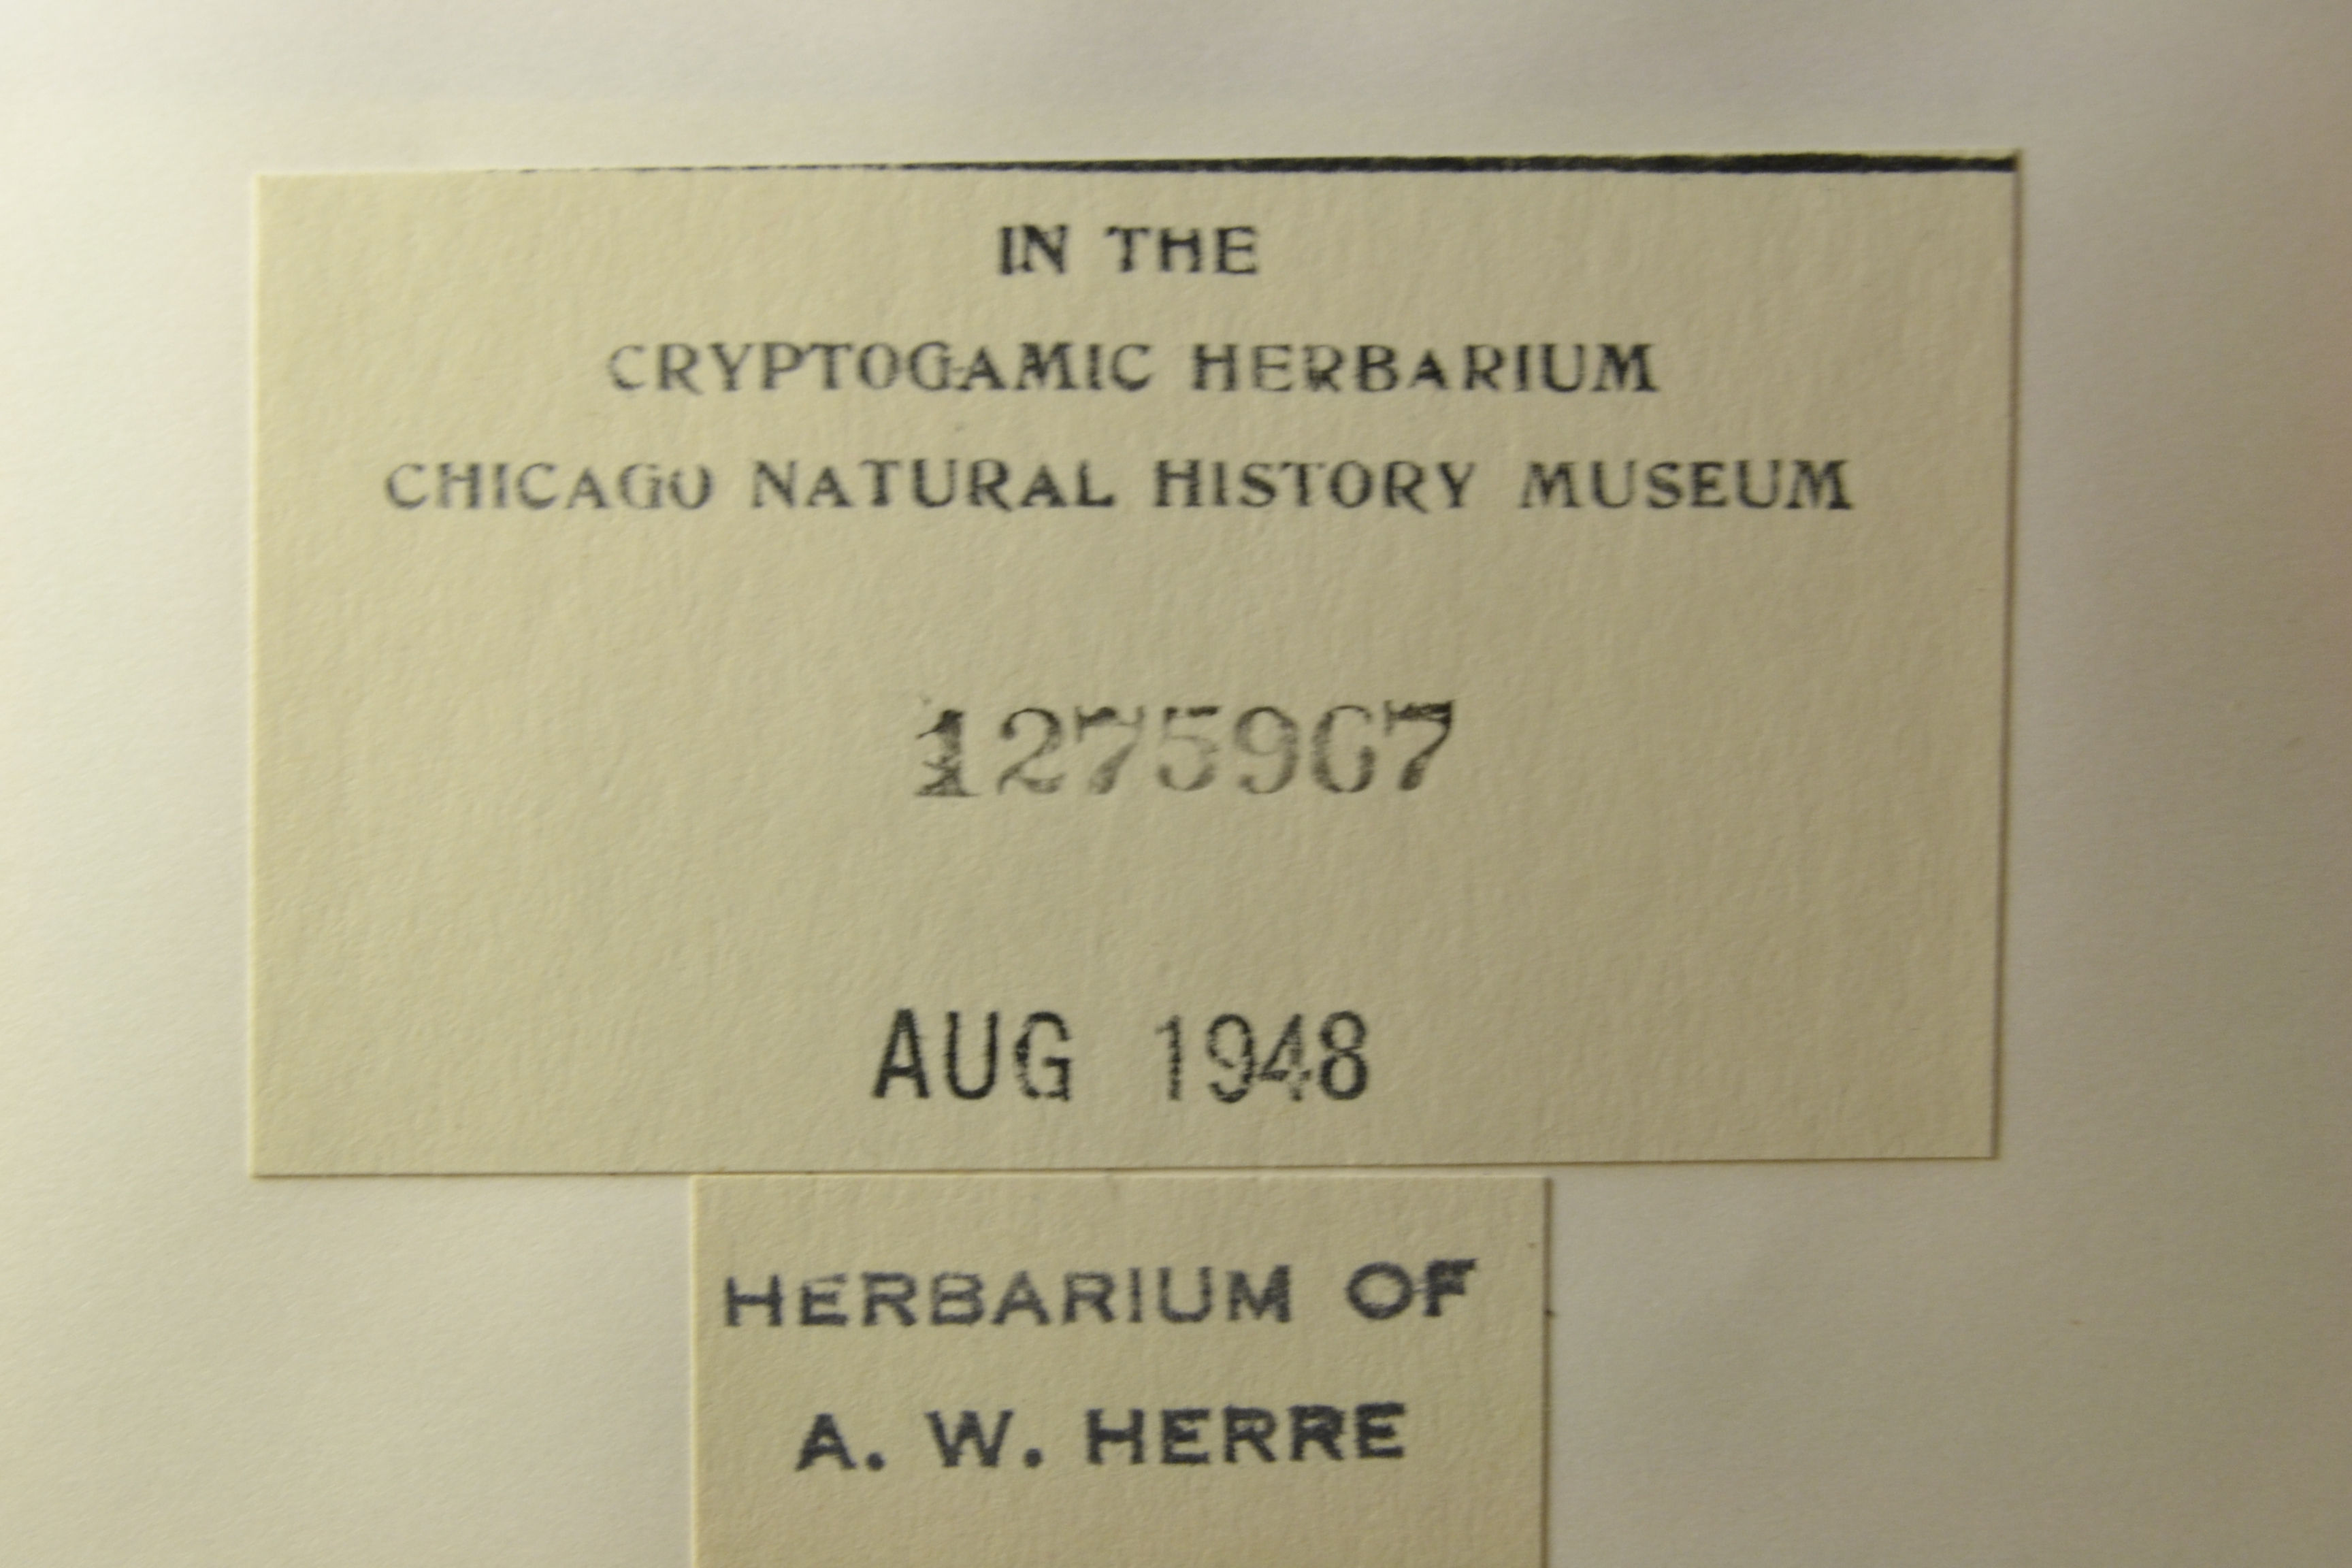 IN THE
CRYPTOGAMIC HERBARIUM
CHICAGO NATURAL HISTORY MUSEUM
1275967
AUG 1948
HERBARIUM OF
A. W. HERRE